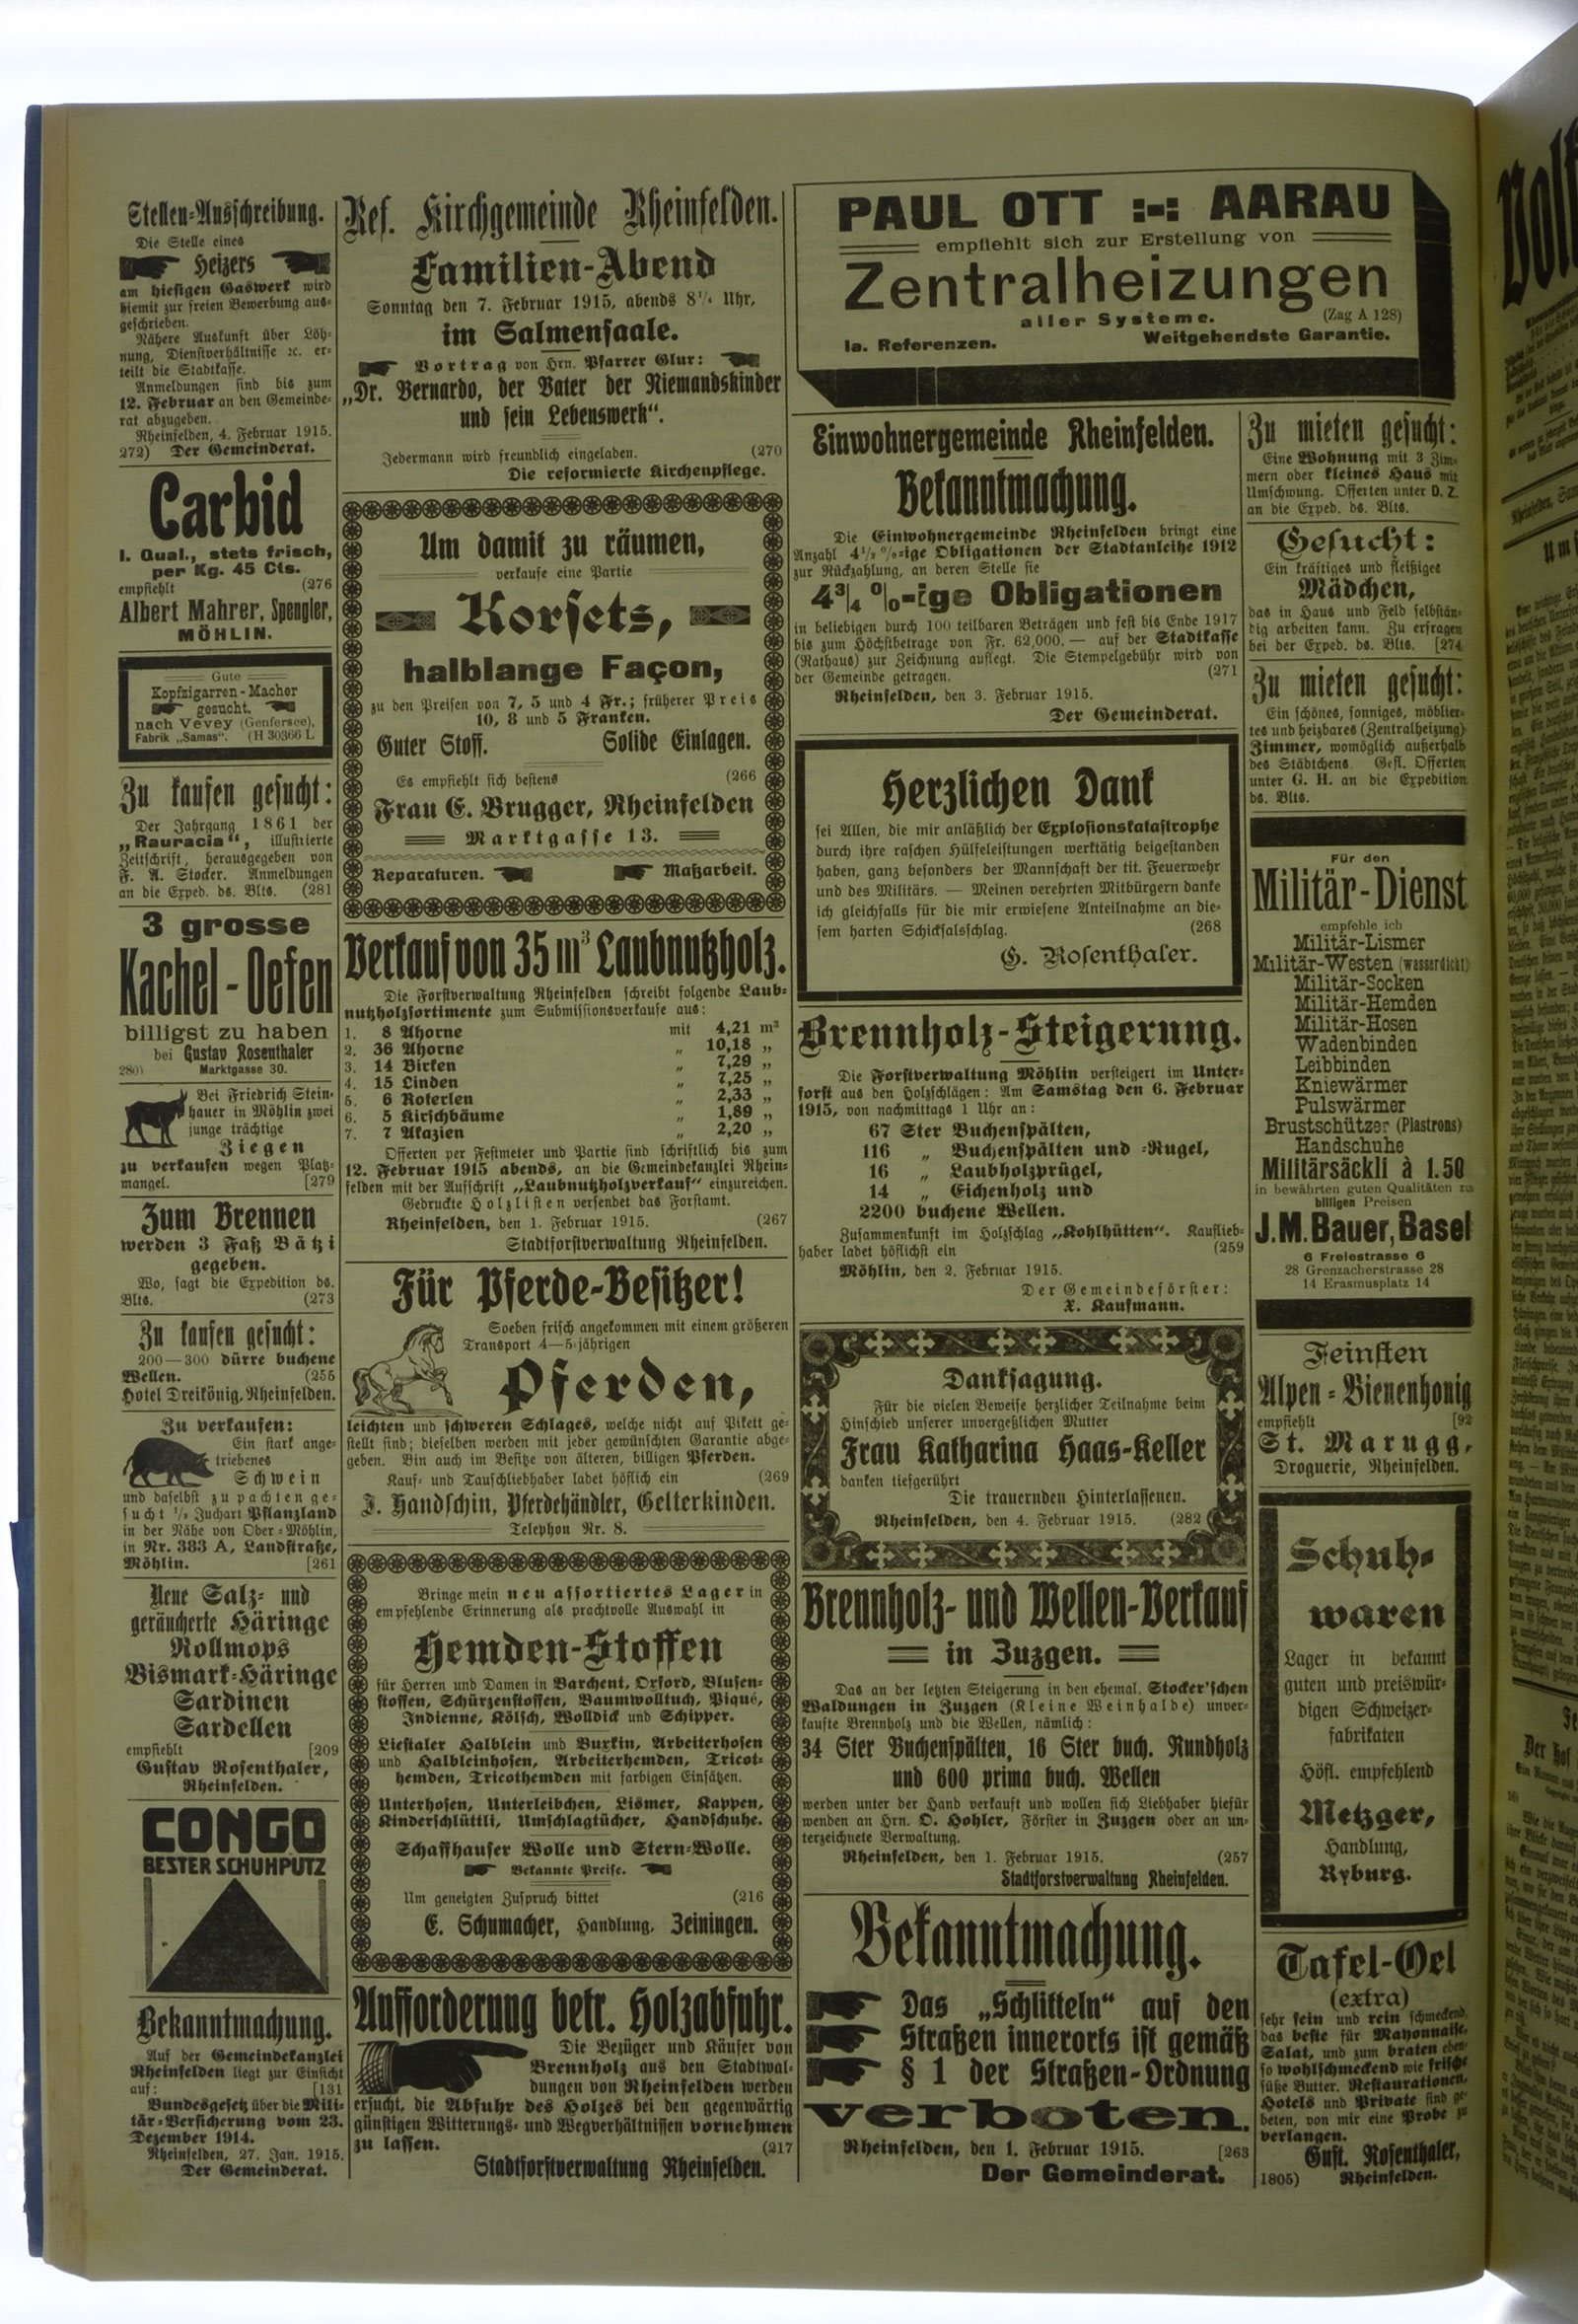 Stellen-Ausschreibung.
Die Stelle eines
Heizers
am hiesigen Gaswerk wird
hiemit zur freien Bewerbung aus-
geschrieben.
Nähere Auskunft über Löh-
nung, Dienstverhältnisse ꝛc. er-
teilt die Stadtkasse.
Anmeldungen sind bis zum
12. Februar an den Gemeinde-
rat abzugeben.
Rheinfelden, 4. Februar 1915.
272) Der Gemeinderat.
Carbid
I. Qual., stets frisch,
per Kg. 45 Cts.
empfiehlt (276
Albert Mahrer, Spengler,
MÖHLIN.
Gute
Kopfzigarren-Macher
gesucht.
nach Vevey (Genfersee),
Fabrik „Samas". (H 30366 L
Zu kaufen gesucht:
Der Jahrgang 1861 der
„Rauracia", illustrierte
Zeitschrift, herausgegeben von
F. A. Stocker. Anmeldungen
an die Exped. ds. Blts. (281
3 grosse
Kachel-Oefen
billigst zu haben
bei Gustav Rosenthaler
280) Marktgasse 30.
Bei Friedrich Stein-
hauer in Möhlin zwei
junge trächtige
Ziegen
zu verkaufen wegen Platz-
mangel. [279
Zum Brennen
werden 3 Faß Bätzi
gegeben.
Wo, sagt die Expedition ds.
Blts. (273
Zu kaufen gesucht:
200—300 dürre buchene
Wellen. (255
Hotel Dreikönig, Rheinfelden.
Zu verkaufen:
Ein stark ange-
triebenes
Schwein
und daselbst zu pachten ge-
sucht 1/2 Juchart Pflanzland
in der Nähe von Ober-Möhlin,
in Nr. 383 A, Landstraße,
Möhlin. [261
Neue Salz- und
geräucherte Häringe
Rollmops
Bismark-Häringe
Sardinen
Sardellen
empfiehlt [209
Gustav Rosenthaler,
Rheinfelden.
CONGO
BESTER SCHUHPUTZ
Bekanntmachung.
Auf der Gemeindekanzlei
Rheinfelden liegt zur Einsicht
auf: [131
Bundesgesetz über die Mili-
tär-Versicherung vom 23.
Dezember 1914.
Rheinfelden, 27. Jan. 1915.
Der Gemeinderat.
Ref. Kirchgemeinde Rheinfelden.
Familien-Abend
Sonntag den 7. Februar 1915, abends 8¼ Uhr,
im Salmensaale.
Vortrag von Hrn. Pfarrer Glur:
„Dr. Bernardo, der Vater der Niemandskinder
und sein Lebenswerk".
Jedermann wird freundlich eingeladen. (270
Die reformierte Kirchenpflege.
Um damit zu räumen,
verkaufe eine Partie
Korsets,
halblange Façon,
zu den Preisen von 7, 5 und 4 Fr.; früherer Preis
10, 8 und 5 Franken.
Guter Stoff. Solide Einlagen.
Es empfiehlt sich bestens (266
Frau E. Brugger, Rheinfelden
Marktgasse 13.
Reparaturen. Maßarbeit.
Verkauf von 35 m³ Laubnutzholz.
Die Forstverwaltung Rheinfelden schreibt folgende Laub-
nutzholzsortimente zum Submissionsverkaufe aus:
1. 8 Ahorne mit 4,21 m³
2. 36 Ahorne „ 10,18 „
3. 14 Birken „ 7,29 „
4. 15 Linden „ 7,25 „
5. 6 Roterlen „ 2,33 „
6. 5 Kirschbäume „ 1,89 „
7. 7 Akazien „ 2,20 „
Offerten per Festmeter und Partie sind schriftlich bis zum
12. Februar 1915 abends, an die Gemeindekanzlei Rhein-
felden mit der Aufschrift „Laubnutzholzverkauf" einzureichen.
Gedruckte Holzlisten versendet das Forstamt.
Rheinfelden, den 1. Februar 1915. (267
Stadtforstverwaltung Rheinfelden.
Für Pferde-Besitzer!
Soeben frisch angekommen mit einem größeren
Transport 4—5-jährigen
Pferden,
leichten und schweren Schlages, welche nicht auf Pikett ge-
stellt sind; dieselben werden mit jeder gewünschten Garantie abge-
geben. Bin auch im Besitze von älteren, billigen Pferden.
Kauf- und Tauschliebhaber ladet höflich ein (269
J. Handschin, Pferdehändler, Gelterkinden.
Telephon Nr. 8.
Bringe mein neu assortiertes Lager in
empfehlende Erinnerung als prachtvolle Auswahl in
Hemden-Stoffen
für Herren und Damen in Barchent, Oxford, Blusen-
stoffen, Schürzenstoffen, Baumwolltuch, Piqué,
Indienne, Kölsch, Wolldick und Schipper.
Liestaler Halblein und Buxkin, Arbeiterhosen
und Halbleinhosen, Arbeiterhemden, Tricot-
hemden, Tricothemden mit farbigen Einsätzen.
Unterhosen, Unterleibchen, Lismer, Kappen,
Kinderschlüttli, Umschlagtücher, Handschuhe.
Schaffhauser Wolle und Stern-Wolle.
Bekannte Preise.
Um geneigten Zuspruch bittet (216
E. Schumacher, Handlung, Zeiningen.
Aufforderung betr. Holzabfuhr.
Die Bezüger und Käufer von
Brennholz aus den Stadtwal-
dungen von Rheinfelden werden
ersucht, die Abfuhr des Holzes bei den gegenwärtig
günstigen Witterungs- und Wegverhältnissen vornehmen
zu lassen. (217
Stadtforstverwaltung Rheinfelden.
PAUL OTT :-: AARAU
empfiehlt sich zur Erstellung von
Zentralheizungen
aller Systeme. (Zag A 128)
Ia. Referenzen. Weitgehendste Garantie.
Einwohnergemeinde Rheinfelden.
Bekanntmachung.
Die Einwohnergemeinde Rheinfelden bringt eine
Anzahl 4½ %-ige Obligationen der Stadtanleihe 1912
zur Rückzahlung, an deren Stelle sie
4¾ %-ige Obligationen
in beliebigen durch 100 teilbaren Beträgen und fest bis Ende 1917
bis zum Höchstbetrage von Fr. 62,000.— auf der Stadtkasse
(Rathaus) zur Zeichnung auflegt. Die Stempelgebühr wird von
der Gemeinde getragen. (271
Rheinfelden, den 3. Februar 1915.
Der Gemeinderat.
Herzlichen Dank
sei Allen, die mir anläßlich der Explosionskatastrophe
durch ihre raschen Hülfeleistungen werktätig beigestanden
haben, ganz besonders der Mannschaft der tit. Feuerwehr
und des Militärs. — Meinen verehrten Mitbürgern danke
ich gleichfalls für die mir erwiesene Anteilnahme an die-
sem harten Schicksalsschlag. (268
G. Rosenthaler.
Brennholz-Steigerung.
Die Forstverwaltung Möhlin versteigert im Unter-
forst aus den Holzschlägen: Am Samstag den 6. Februar
1915, von nachmittags 1 Uhr an:
67 Ster Buchenspälten,
116 „ Buchenspälten und -Rugel,
16 „ Laubholzprügel,
14 „ Eichenholz und
2200 buchene Wellen.
Zusammenkunft im Holzschlag „Kohlhütten". Kauflieb-
haber ladet höflichst ein (259
Möhlin, den 2. Februar 1915.
Der Gemeindeförster:
X. Kaufmann.
Danksagung.
Für die vielen Beweise herzlicher Teilnahme beim
Hinschied unserer unvergeßlichen Mutter
Frau Katharina Haas-Keller
danken tiefgerührt
Die trauernden Hinterlassenen.
Rheinfelden, den 4. Februar 1915. (282
Brennholz- und Wellen-Verkauf
in Zuzgen.
Das an der letzten Steigerung in den ehemal. Stocker'schen
Waldungen in Zuzgen (Kleine Weinhalde) unver-
kaufte Brennholz und die Wellen, nämlich:
34 Ster Buchenspälten, 16 Ster buch. Rundholz
und 600 prima buch. Wellen
werden unter der Hand verkauft und wollen sich Liebhaber hiefür
wenden an Hrn. O. Hohler, Förster in Zuzgen oder an un-
terzeichnete Verwaltung.
Rheinfelden, den 1. Februar 1915. (257
Stadtforstverwaltung Rheinfelden.
Bekanntmachung.
Das „Schlitteln" auf den
Straßen innerorts ist gemäß
§ 1 der Straßen-Ordnung
verboten.
Rheinfelden, den 1. Februar 1915. [263
Der Gemeinderat.
Zu mieten gesucht:
Eine Wohnung mit 3 Zim-
mern oder kleines Haus mit
Umschwung. Offerten unter D. Z.
an die Exped. ds. Blts.
Gesucht:
Ein kräftiges und fleißiges
Mädchen,
das in Haus und Feld selbstän-
dig arbeiten kann. Zu erfragen
bei der Exped. ds. Blts. [274
Zu mieten gesucht:
Ein schönes, sonniges, möblier-
tes und heizbares (Zentralheizung)
Zimmer, womöglich außerhalb
des Städtchens. Gefl. Offerten
unter G. H. an die Expedition
ds. Blts.
Für den
Militär-Dienst
empfehle ich
Militär-Lismer
Militär-Westen (wasserdicht)
Militär-Socken
Militär-Hemden
Militär-Hosen
Wadenbinden
Leibbinden
Kniewärmer
Pulswärmer
Brustschützer (Plastrons)
Handschuhe
Militärsäckli à 1.50
in bewährten guten Qualitäten zu
billigen Preisen
J. M. Bauer, Basel
6 Freiestrasse 6
28 Grenzacherstrasse 28
14 Erasmusplatz 14
Feinsten
Alpen-Bienenhonig
empfiehlt [92
St. Marugg,
Droguerie, Rheinfelden.
Schuh-
waren
Lager in bekannt
guten und preiswür-
digen Schweizer-
fabrikaten
Höfl. empfehlend
Metzger,
Handlung,
Ryburg.
Tafel-Oel
(extra)
sehr fein und rein schmeckend,
das beste für Mayonnaise,
Salat, und zum braten eben-
so wohlschmeckend wie frische
süße Butter. Restaurationen,
Hotels und Private sind ge-
beten, von mir eine Probe zu
verlangen.
Gust. Rosenthaler,
1805) Rheinfelden.